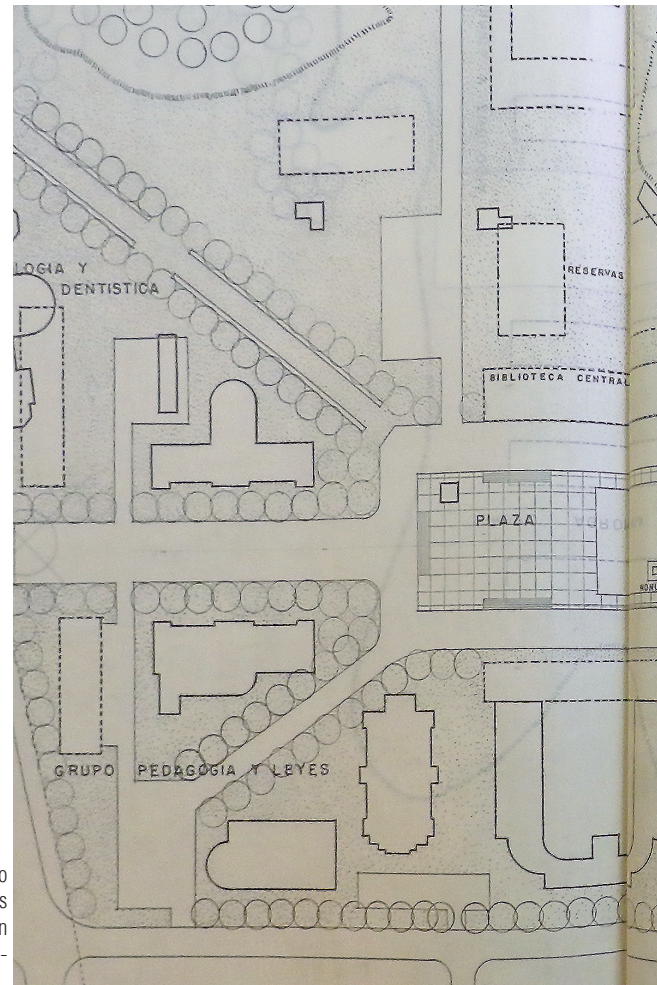 LOGIA Y
DENTISTICA
RESERVAS
BIBLIOTECA CENTRAL
PLAZA
GRUPO PEDAGOGIA Y LEYES
o
s
n
-